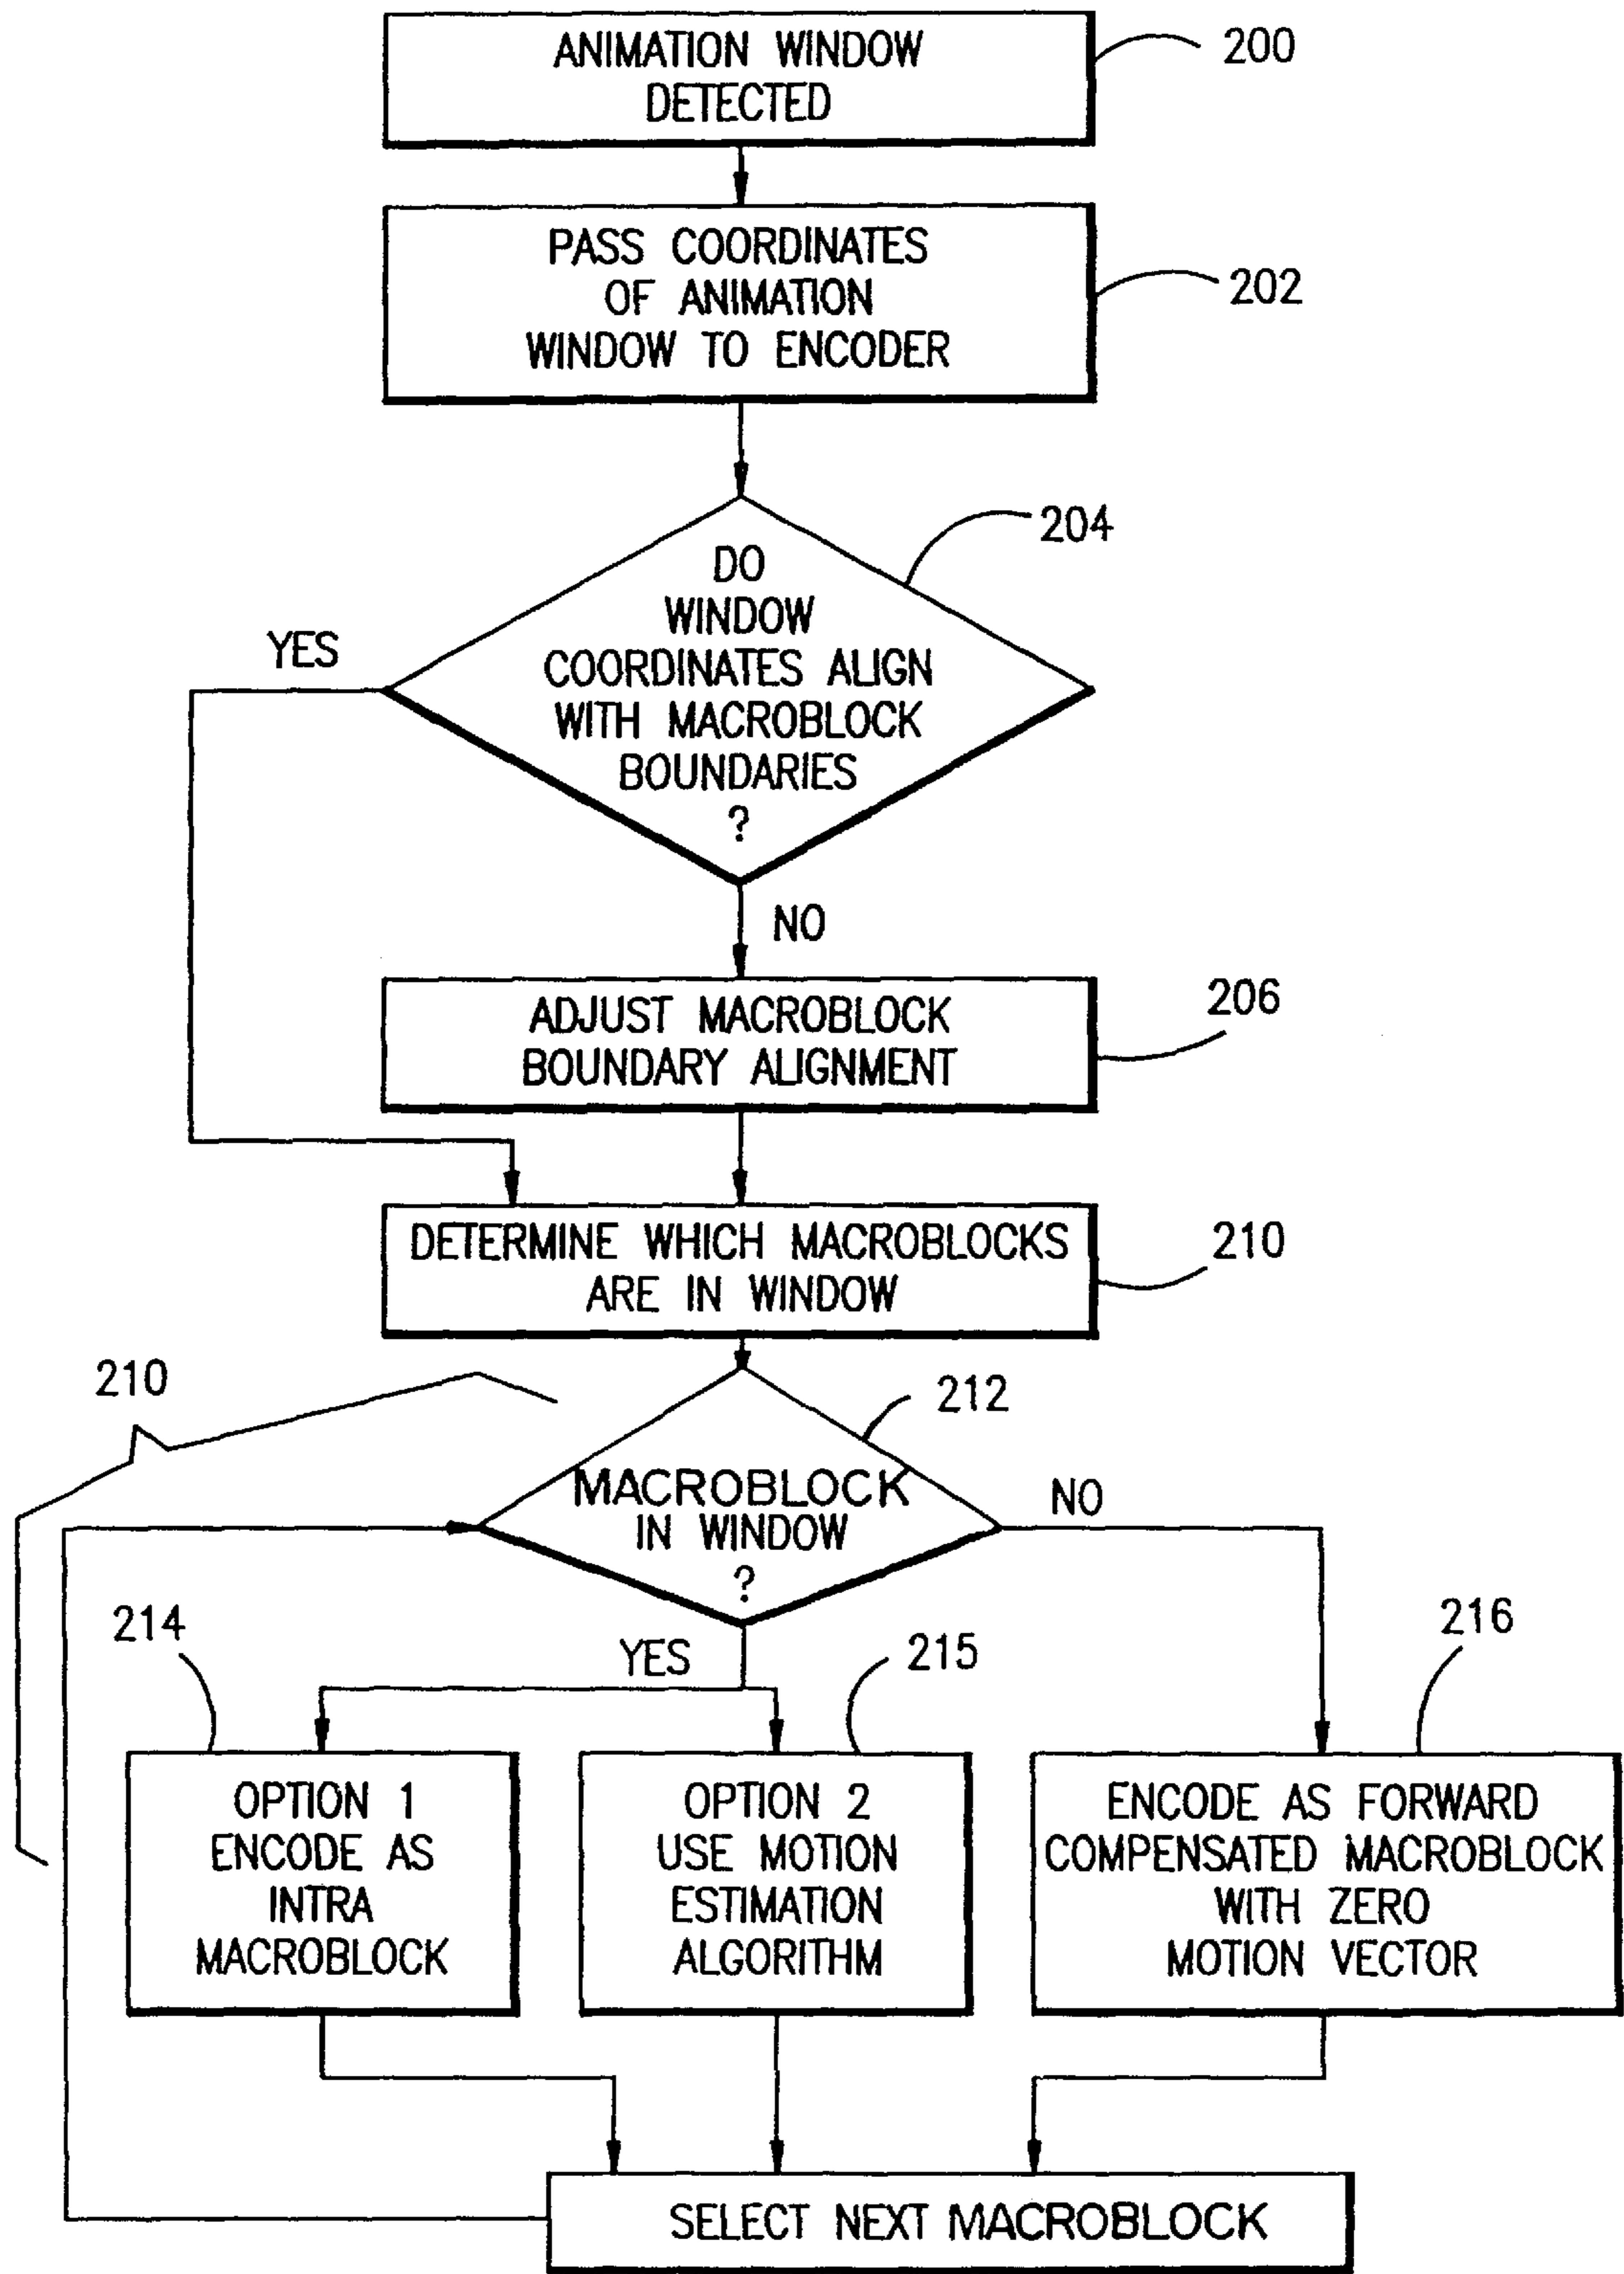 ANIMATION WINDOW
DETECTED
200
PASS COORDINATES
OF ANIMATION
WINDOW TO ENCODER
202
204
DO
WINDOW
COORDINATES ALIGN
WITH MACROBLOCK
BOUNDARIES
?
YES
NO
ADJUST MACROBLOCK
BOUNDARY ALIGNMENT
206
DETERMINE WHICH MACROBLOCKS
ARE IN WINDOW
210
210
212
MACROBLOCK
IN WINDOW
?
NO
YES
214
215
216
OPTION 1
ENCODE AS
INTRA
MACROBLOCK
OPTION 2
USE MOTION
ESTIMATION
ALGORITHM
ENCODE AS FORWARD
COMPENSATED MACROBLOCK
WITH ZERO
MOTION VECTOR
SELECT NEXT MACROBLOCK